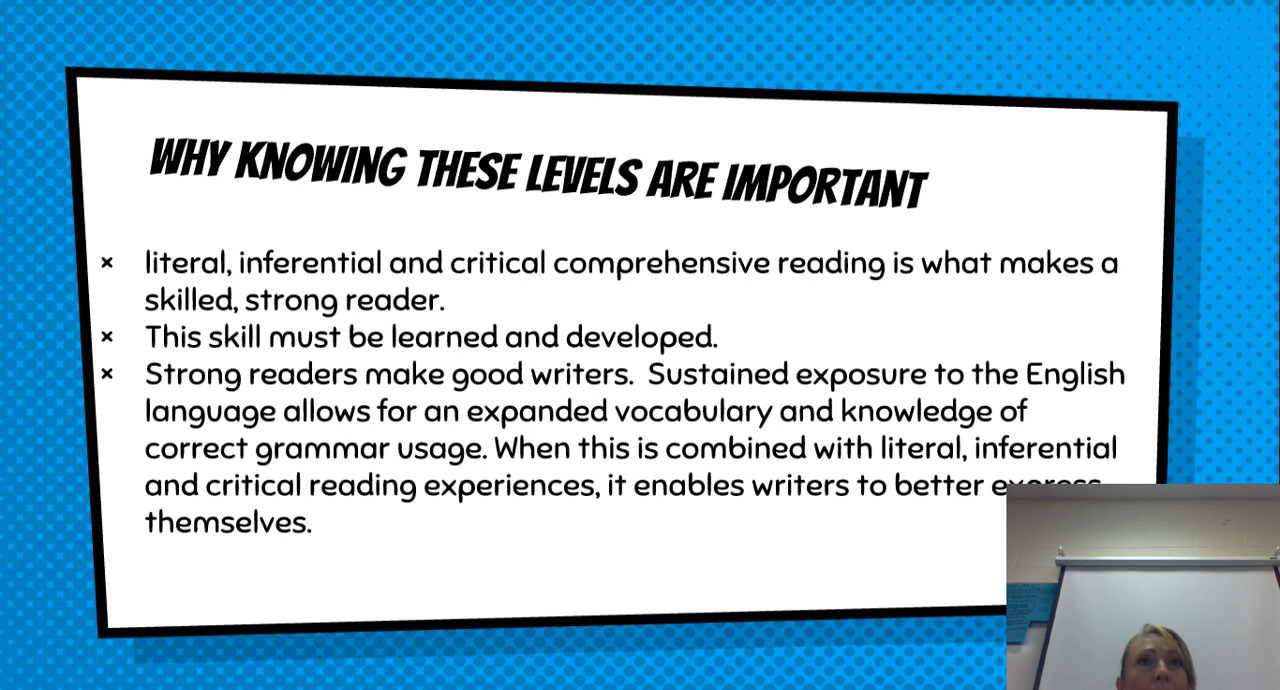 WHY KNOWING THESE LEVELS ARE IMPORTANT
× literal, inferential and critical comprehensive reading is what makes a
skilled, strong reader.
× This skill must be learned and developed.
× Strong readers make good writers.  Sustained exposure to the English
language allows for an expanded vocabulary and knowledge of
correct grammar usage. When this is combined with literal, inferential
and critical reading experiences, it enables writers to better express
themselves.